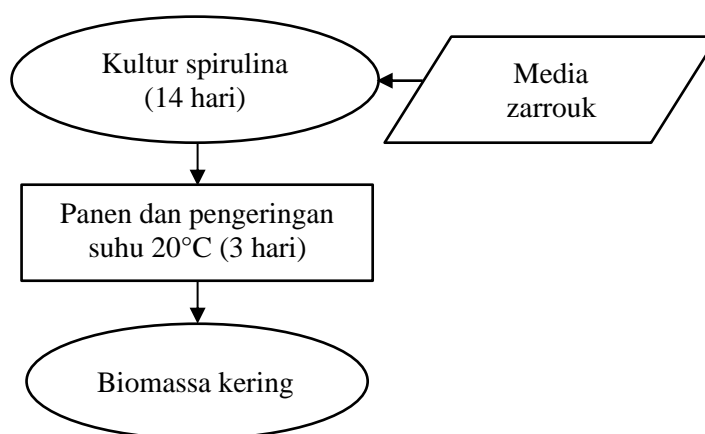 Kultur spirulina
(14 hari)
Media
zarrouk
Panen dan pengeringan
suhu 20°C (3 hari)
Biomassa kering